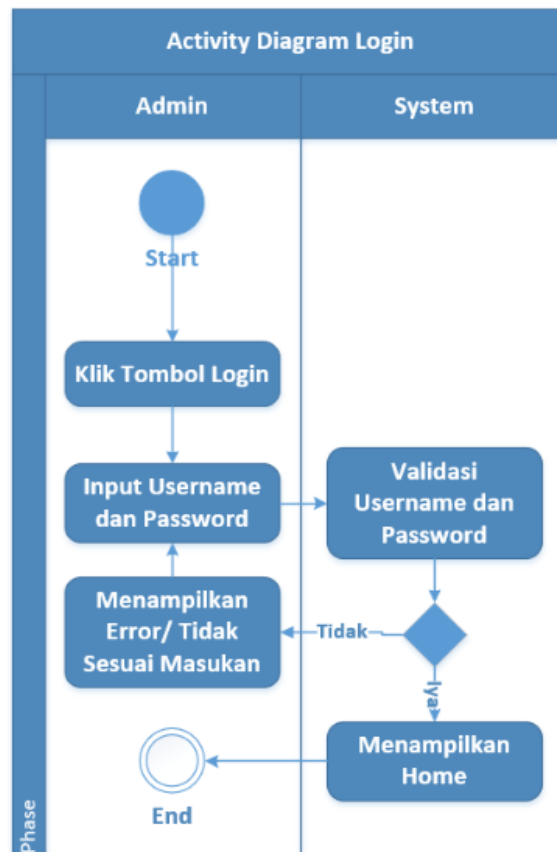 Activity Diagram Login
Admin
System
Start
Klik Tombol Login
Input Username
dan Password
Validasi
Username dan
Password
Menampilkan
Error/ Tidak
Sesuai Masukan
Tidak
Iya
Menampilkan
Home
End
Phase